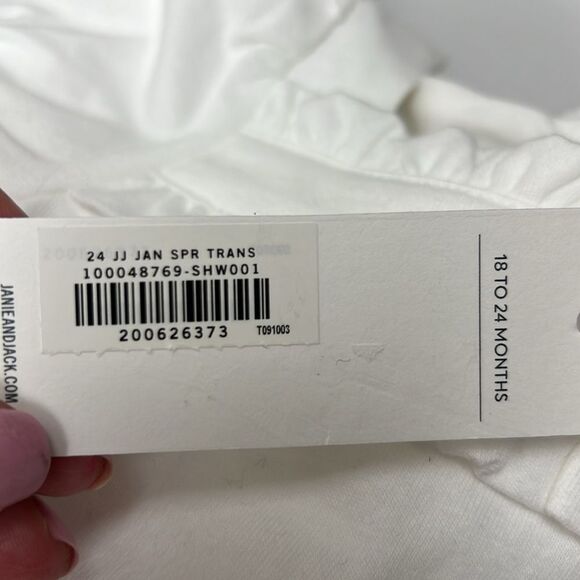 24 JJ JAN SPR TRANS
100048769-SHW001
200626373
T091003
18 TO 24 MONTHS
JANIEANDJACK.COM